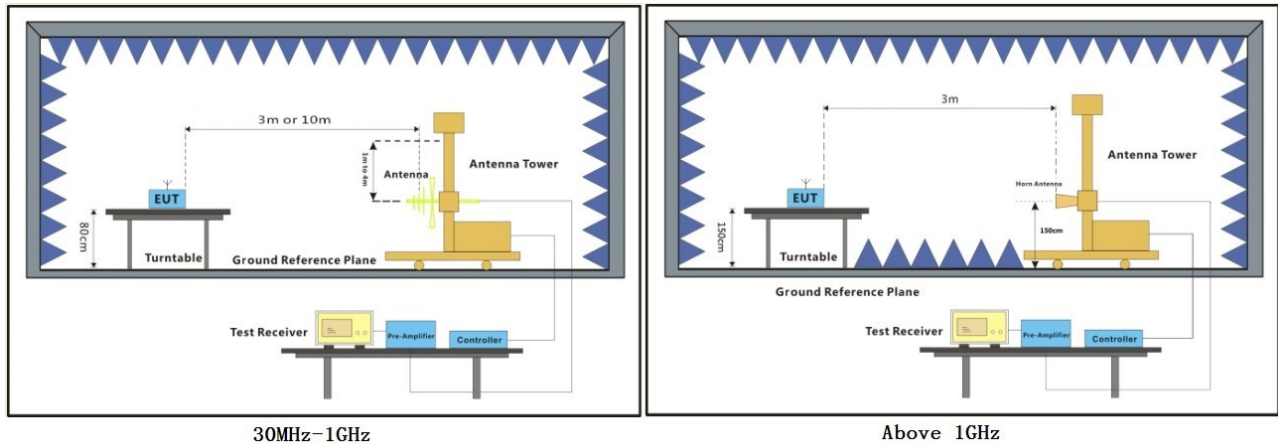 3m or 10m
1m to 4m
Antenna
Antenna Tower
EUT
80cm
Turntable
Ground Reference Plane
Test Receiver
Pre-Amplifier
Controller
30MHz-1GHz
3m
Antenna Tower
Horn Antenna
EUT
150cm
150cm
Turntable
Ground Reference Plane
Test Receiver
Pre-Amplifier
Controller
Above 1GHz